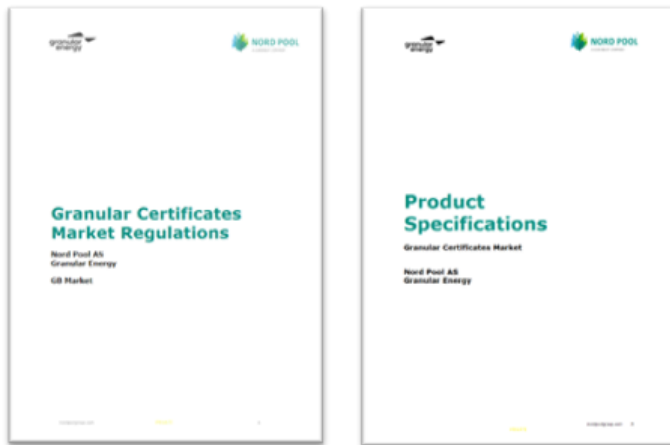 granular
energy
NORD POOL
Granular Certificates
Market Regulations
Nord Pool AS
Granular Energy
GB Market
granular
energy
NORD POOL
Product
Specifications
Granular Certificates Market
Nord Pool AS
Granular Energy